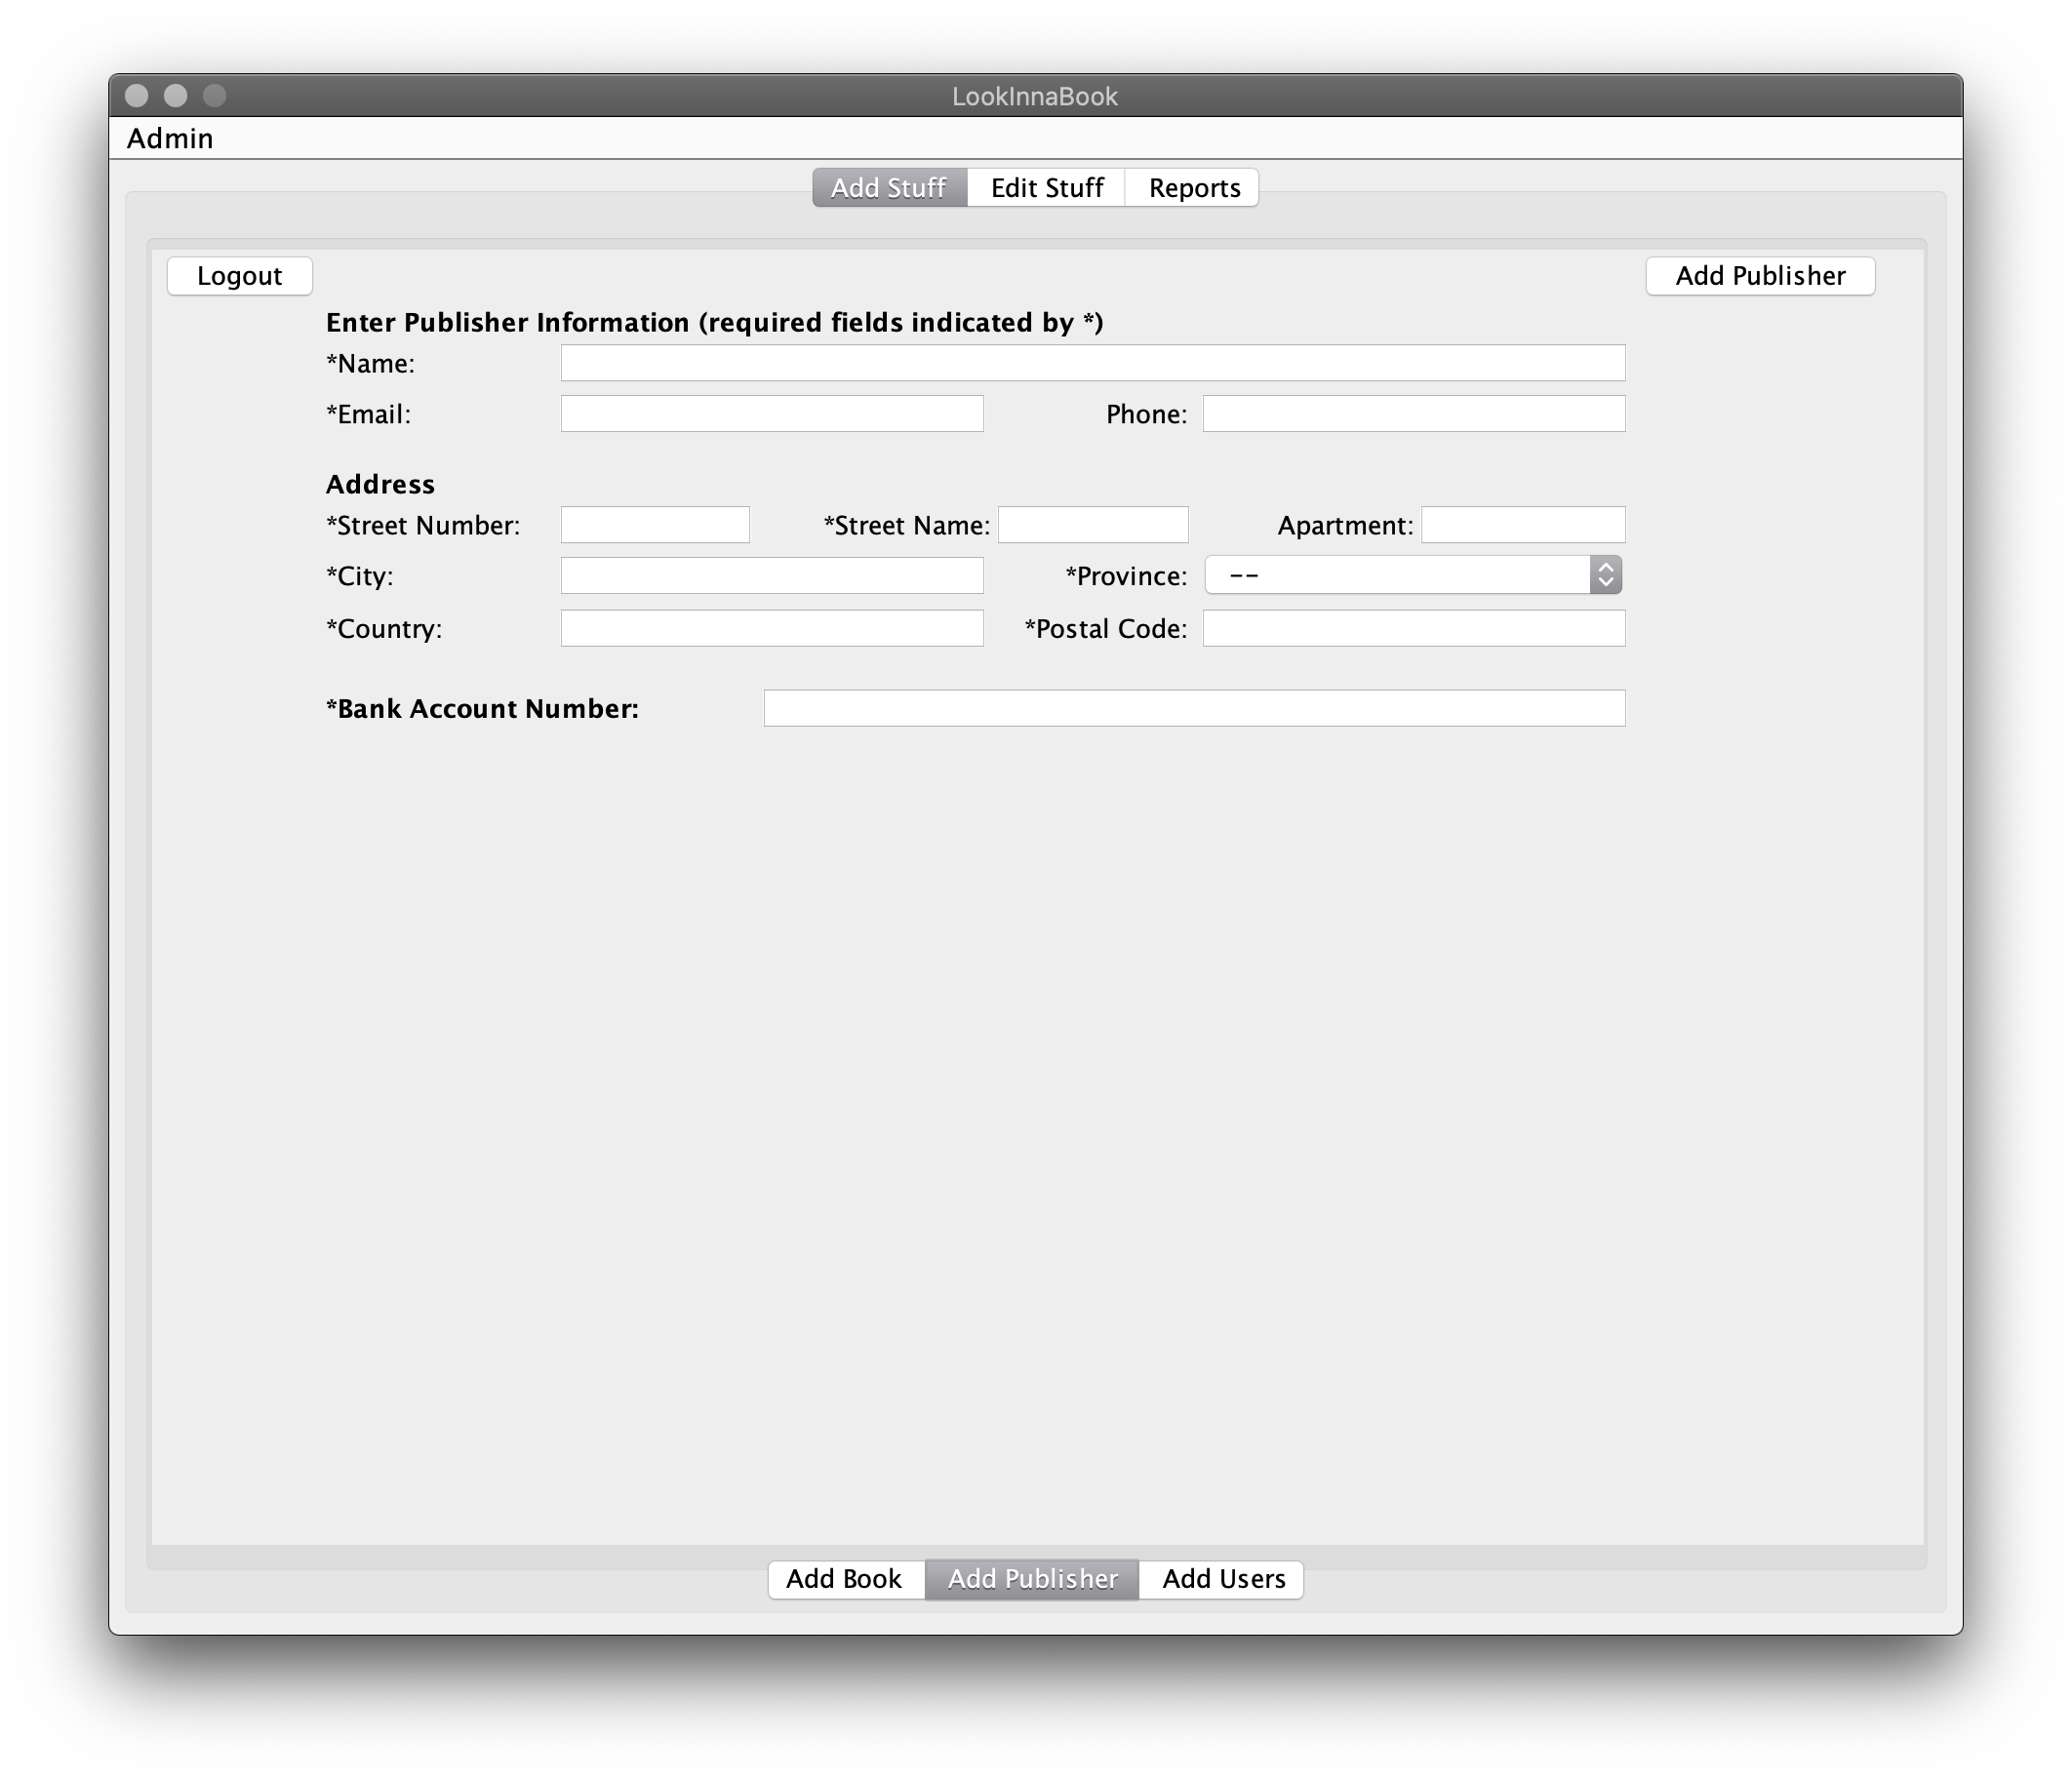 LookInnaBook
Admin
Add Stuff Edit Stuff Reports
Logout Add Publisher
Enter Publisher Information (required fields indicated by *)
*Name:
*Email: Phone:
Address
*Street Number: *Street Name: Apartment:
*City: *Province: --
*Country: *Postal Code:
*Bank Account Number:
Add Book Add Publisher Add Users